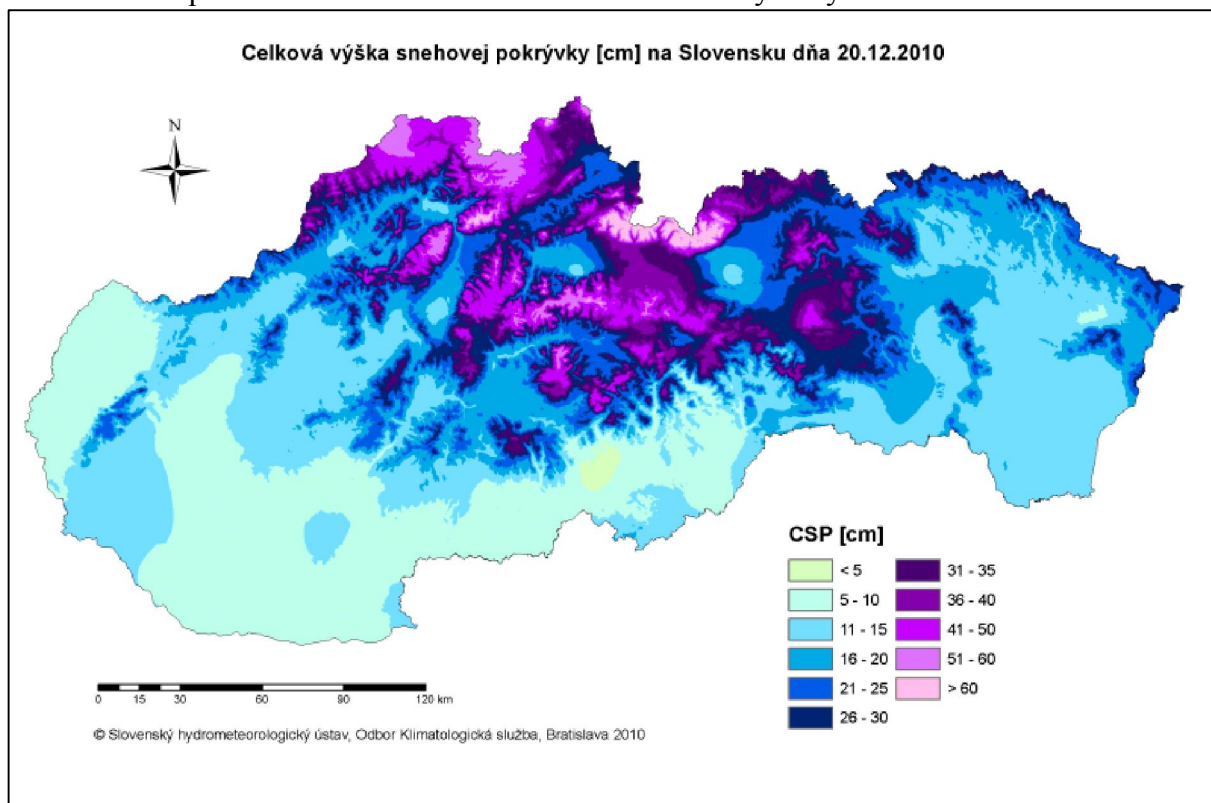 Celková výška snehovej pokrývky [cm] na Slovensku dňa 20.12.2010
N
CSP [cm]
< 5
5 - 10
11 - 15
16 - 20
21 - 25
26 - 30
31 - 35
36 - 40
41 - 50
51 - 60
> 60
0 15 30 60 90 120 km
© Slovenský hydrometeorologický ústav, Odbor Klimatologická služba, Bratislava 2010